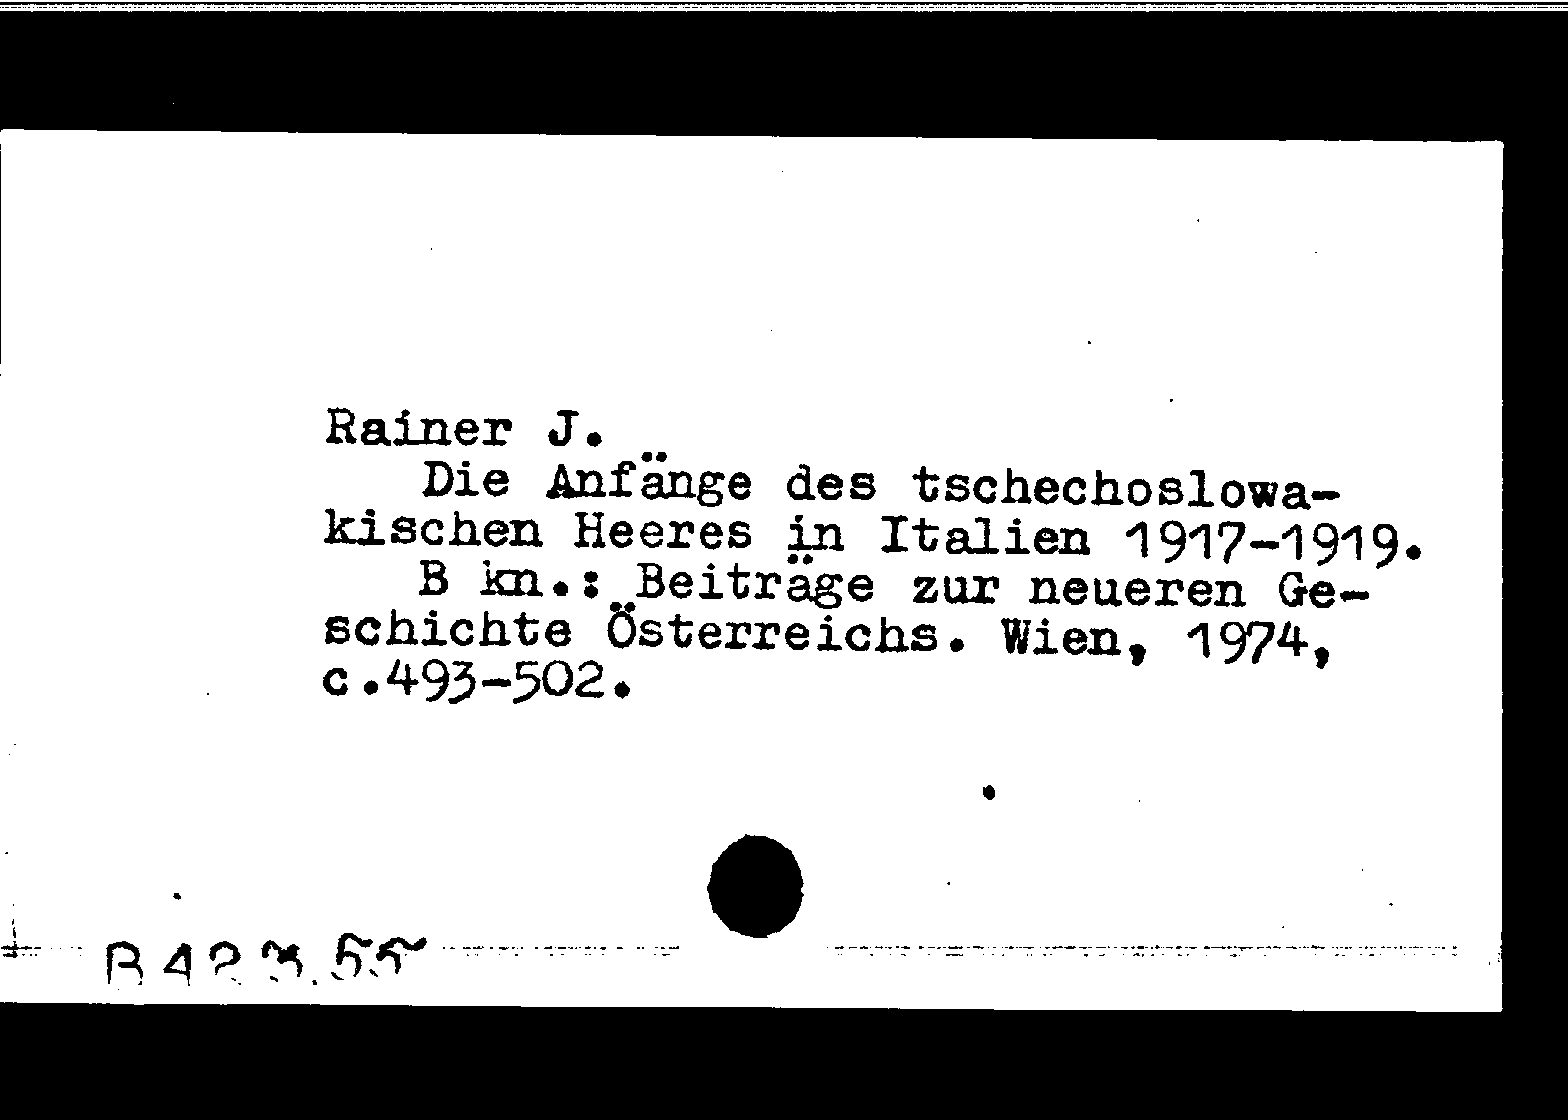 Rainer J.
Die Anfänge des tschechoslowa-
kischen Heeres in Italien 1917-1919.
В кn.: Beiträge zur neueren Ge-
schichte Österreichs. Wien, 1974,
с.493-502.